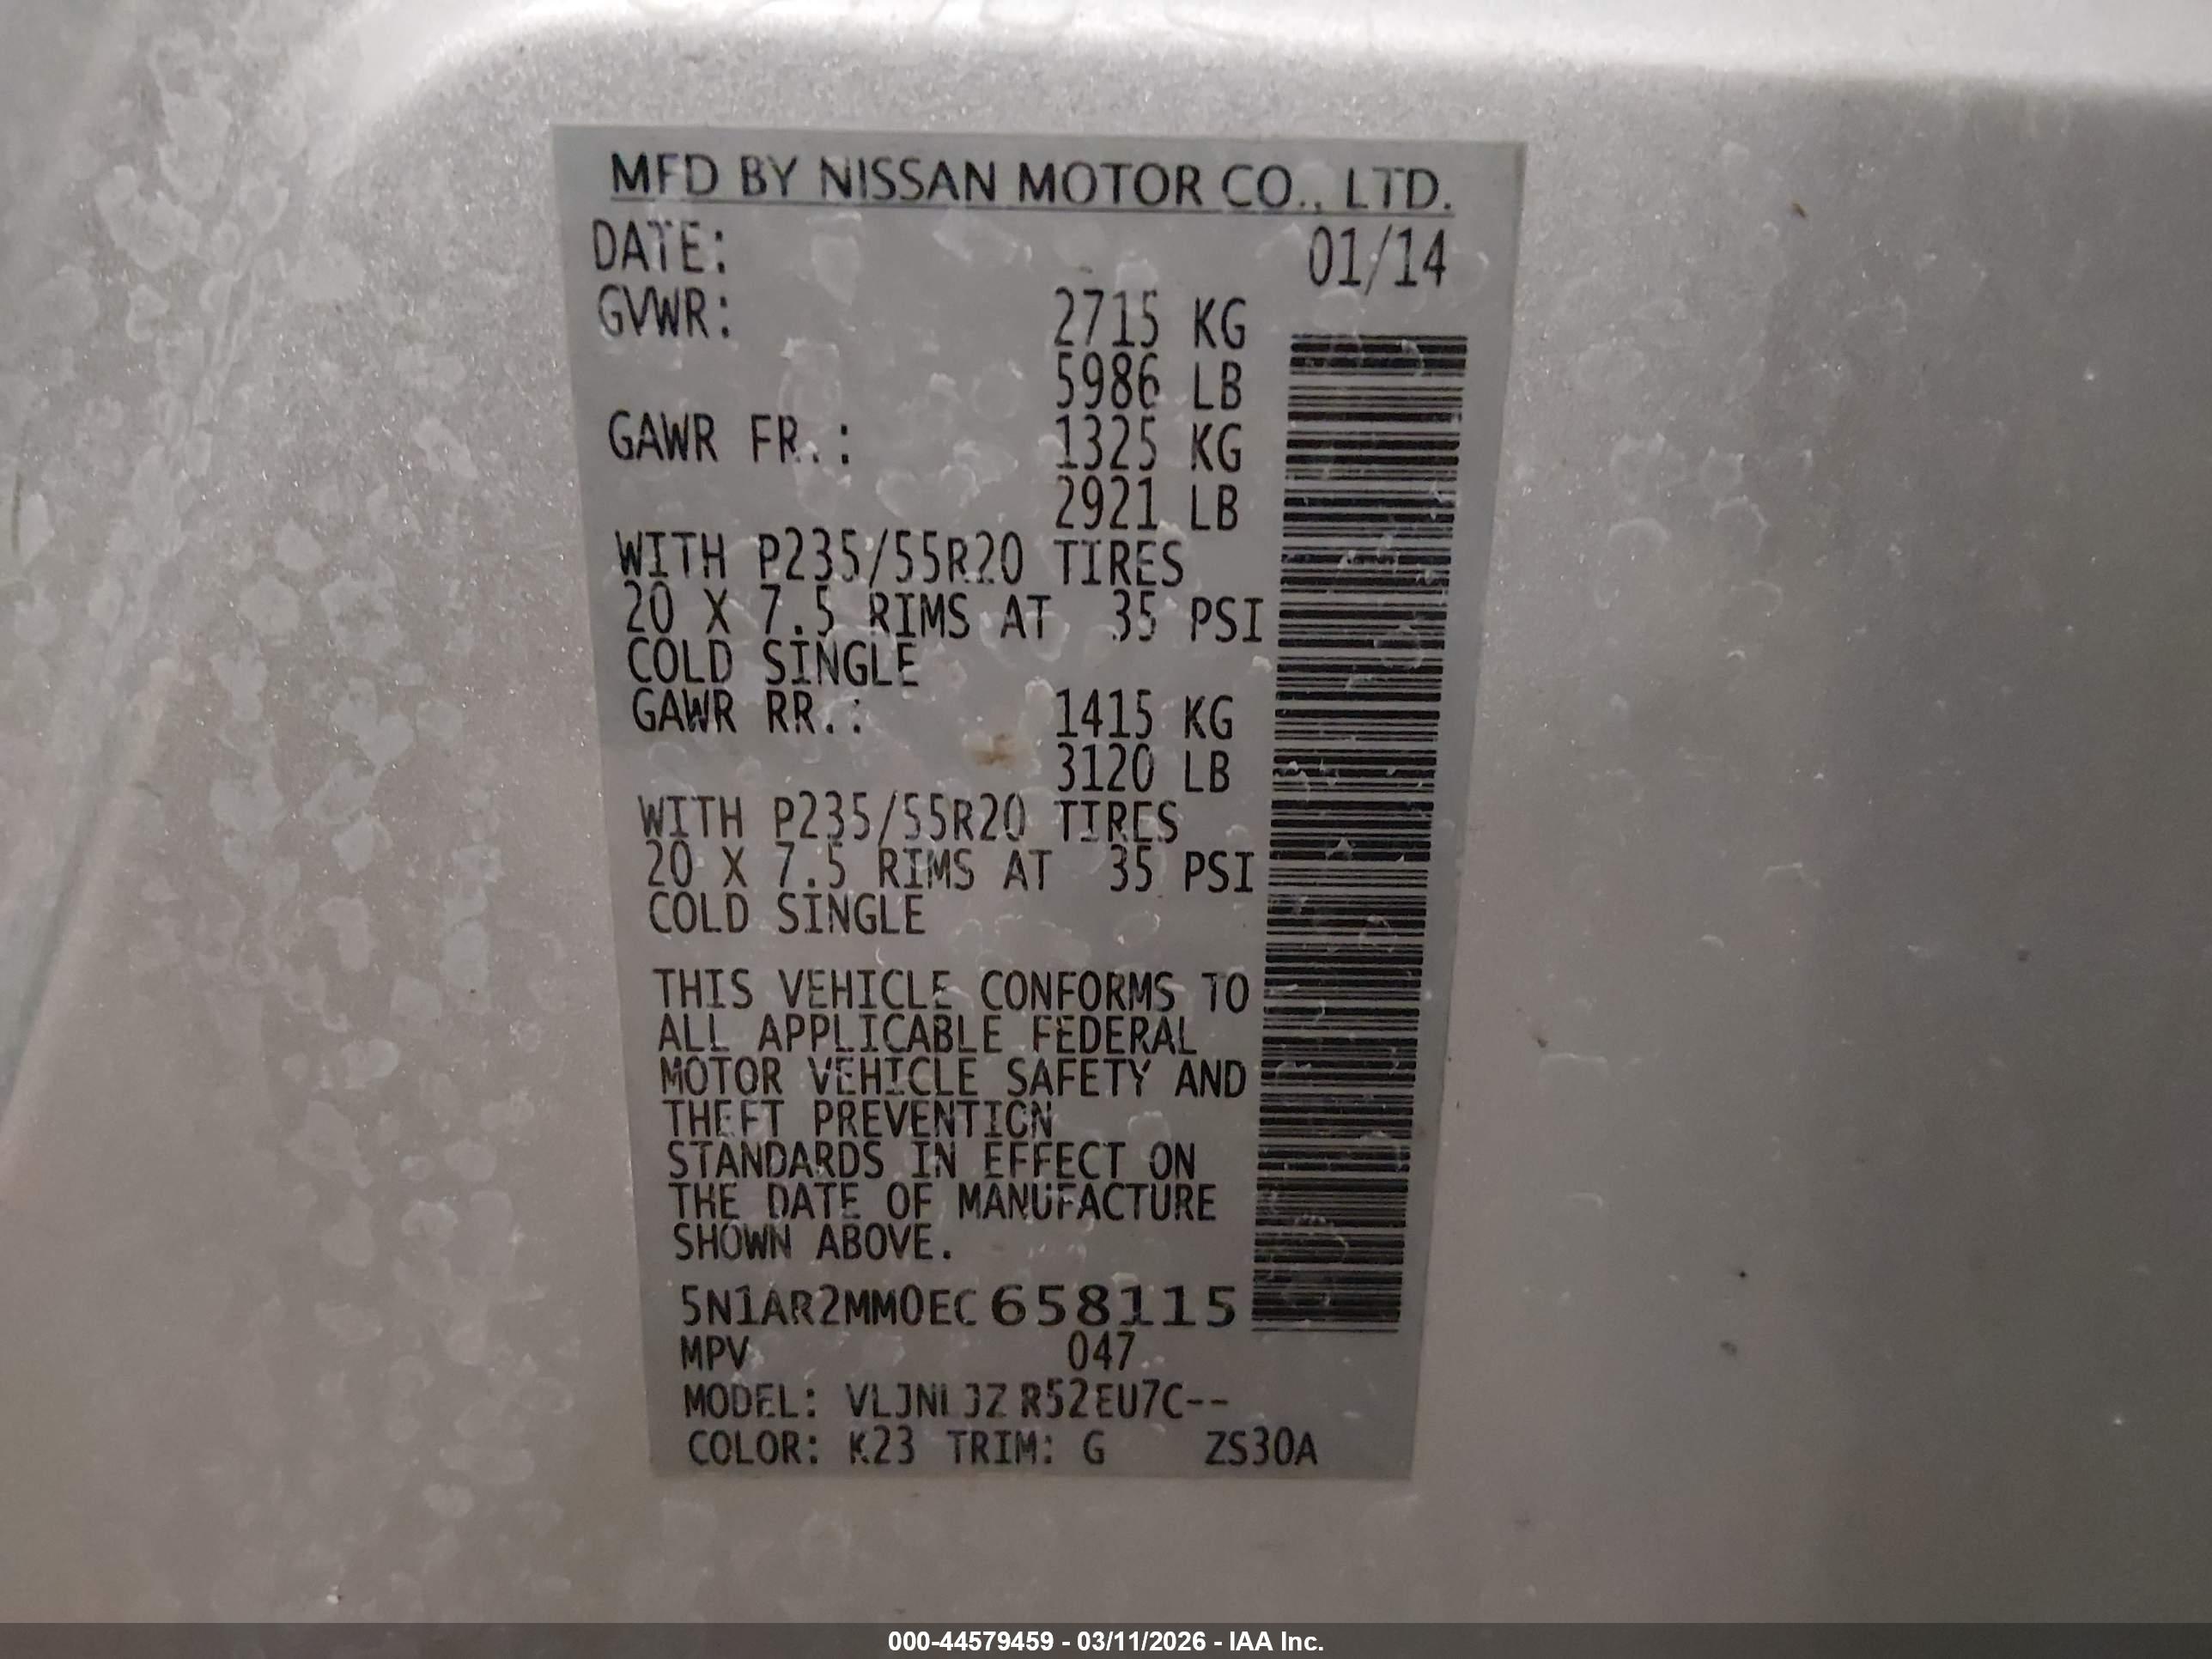 MFD BY NISSAN MOTOR CO., LTD.
DATE: 01/14
GVWR: 2715 KG
5986 LB
GAWR FR.: 1325 KG
2921 LB
WITH P235/55R20 TIRES
20 X 7.5 RIMS AT 35 PSI
COLD SINGLE
GAWR RR.: 1415 KG
3120 LB
WITH P235/55R20 TIRES
20 X 7.5 RIMS AT 35 PSI
COLD SINGLE
THIS VEHICLE CONFORMS TO
ALL APPLICABLE FEDERAL
MOTOR VEHICLE SAFETY AND
THEFT PREVENTION
STANDARDS IN EFFECT ON
THE DATE OF MANUFACTURE
SHOWN ABOVE.
5N1AR2MM0EC658115
MPV 047
MODEL: VLJNLJZ R52EU7C--
COLOR: K23 TRIM: G ZS30A
000-44579459 - 03/11/2026 - IAA Inc.